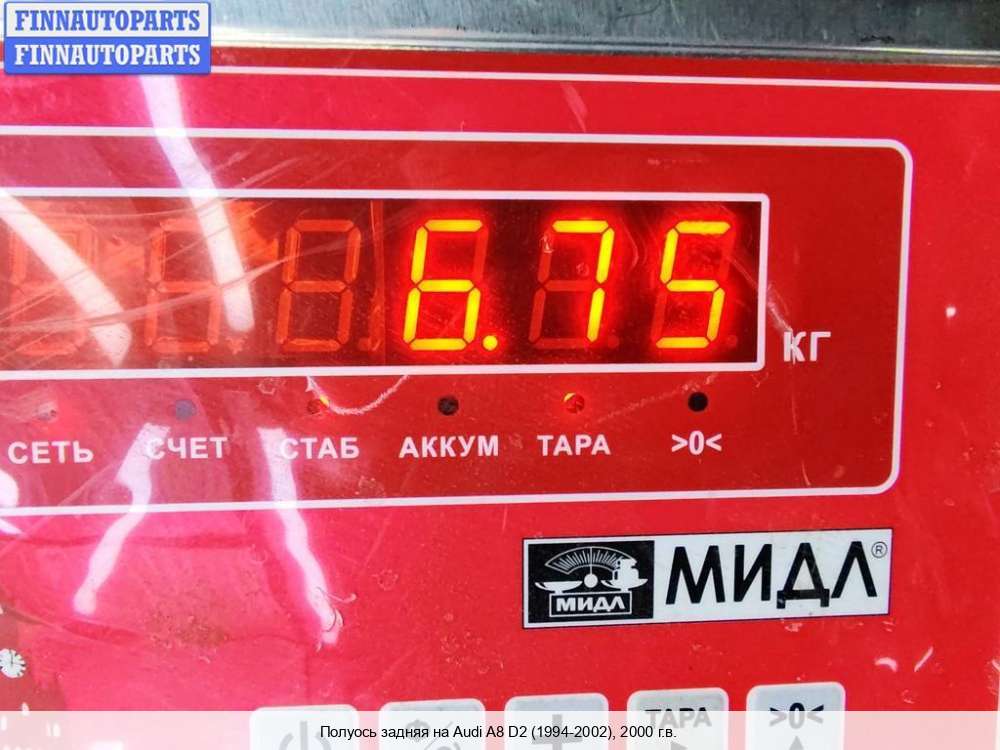 FINNAUTOPARTS
FINNAUTOPARTS
6.75
КГ
СЕТЬ СЧЕТ СТАБ АККУМ ТАРА >0<
МИДЛ МИДЛ®
ТАРА >0<
Полуось задняя на Audi A8 D2 (1994-2002), 2000 г.в.